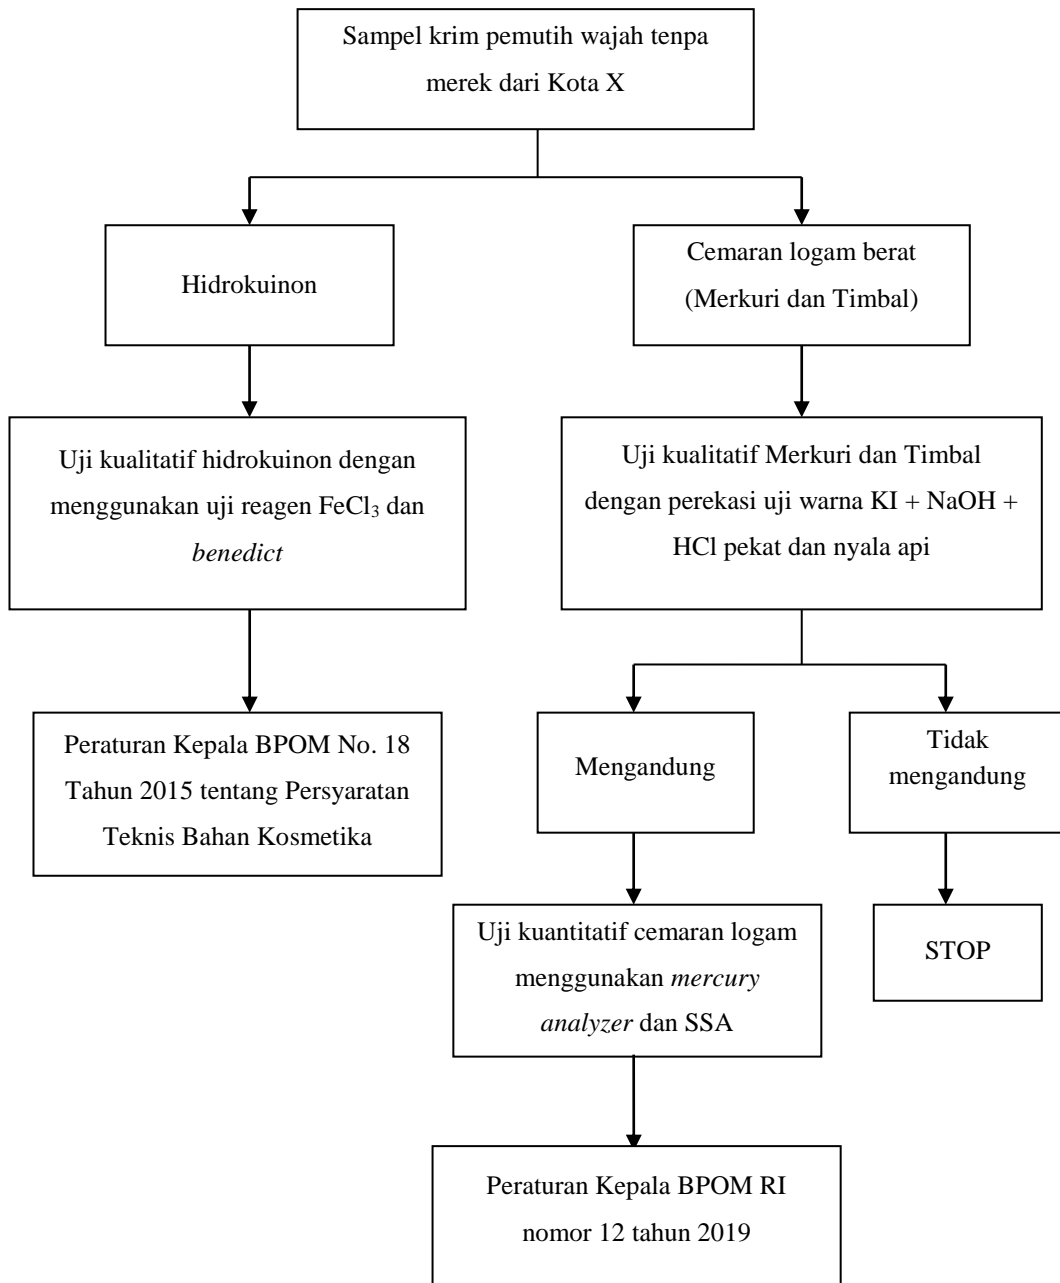 Sampel krim pemutih wajah tenpa
merek dari Kota X
Hidrokuinon
Cemaran logam berat
(Merkuri dan Timbal)
Uji kualitatif hidrokuinon dengan
menggunakan uji reagen FeCl₃ dan
benedict
Uji kualitatif Merkuri dan Timbal
dengan perekasi uji warna KI + NaOH +
HCl pekat dan nyala api
Peraturan Kepala BPOM No. 18
Tahun 2015 tentang Persyaratan
Teknis Bahan Kosmetika
Mengandung
Tidak
mengandung
Uji kuantitatif cemaran logam
menggunakan mercury
analyzer dan SSA
STOP
Peraturan Kepala BPOM RI
nomor 12 tahun 2019